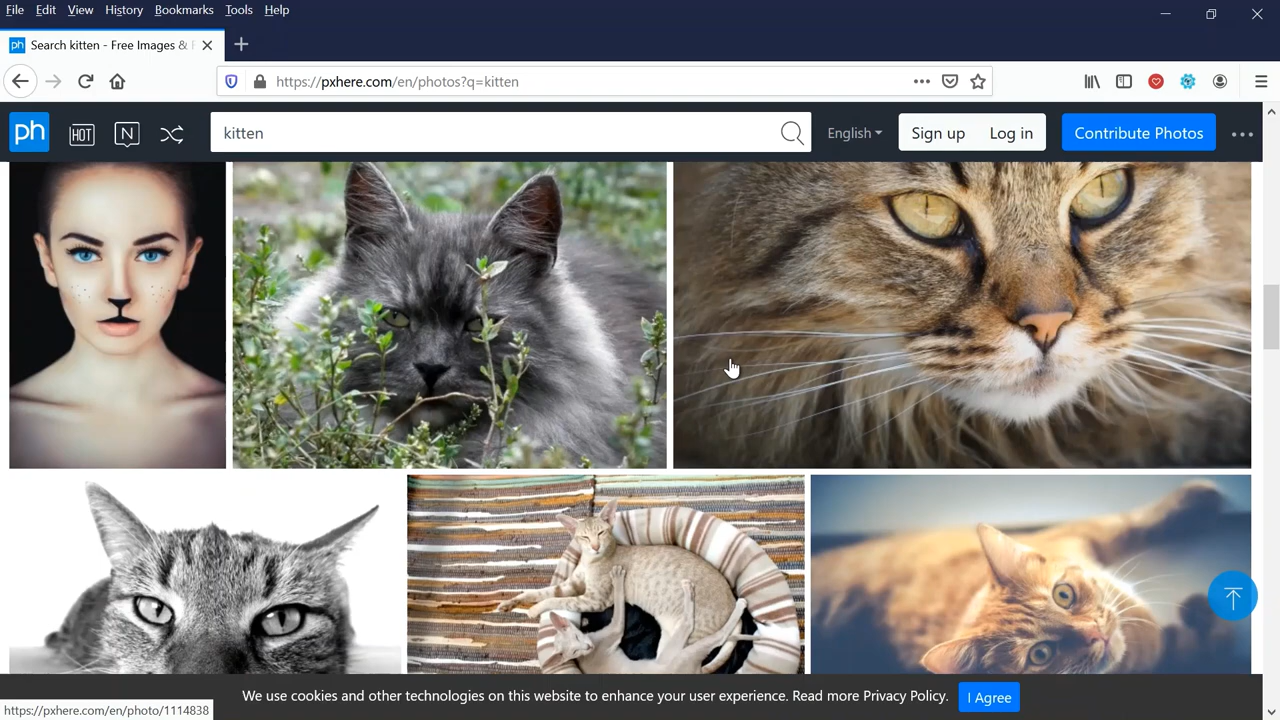 File Edit View History Bookmarks Tools Help
ph Search kitten - Free Images &
https://pxhere.com/en/photos?q=kitten
ph HOT N kitten English Sign up Log in Contribute Photos
We use cookies and other technologies on this website to enhance your user experience. Read more Privacy Policy. I Agree
https://pxhere.com/en/photo/1114838